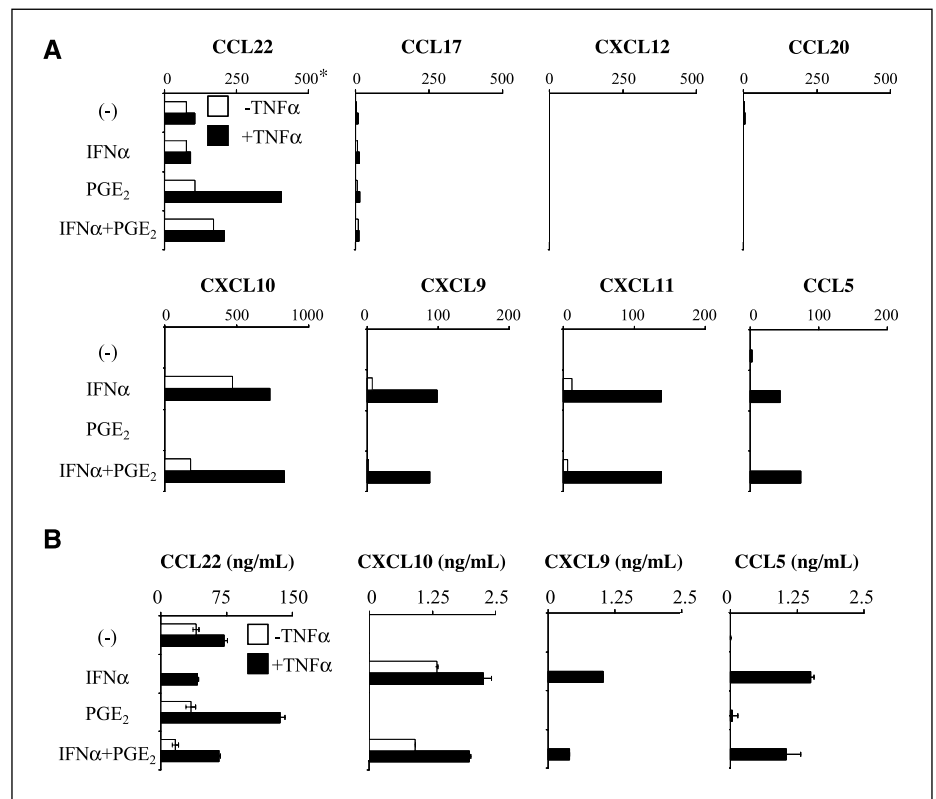 A
CCL22 CCL17 CXCL12 CCL20
0 250 500* 0 250 500 0 250 500 0 250 500
(-)
-TNFα
+TNFα
IFNα
PGE2
IFNα+PGE2
CXCL10 CXCL9 CXCL11 CCL5
0 500 1000 0 100 200 0 100 200 0 100 200
(-)
IFNα
PGE2
IFNα+PGE2
B
CCL22 (ng/mL) CXCL10 (ng/mL) CXCL9 (ng/mL) CCL5 (ng/mL)
0 75 150 0 1.25 2.5 0 1.25 2.5 0 1.25 2.5
(-)
-TNFα
+TNFα
IFNα
PGE2
IFNα+PGE2